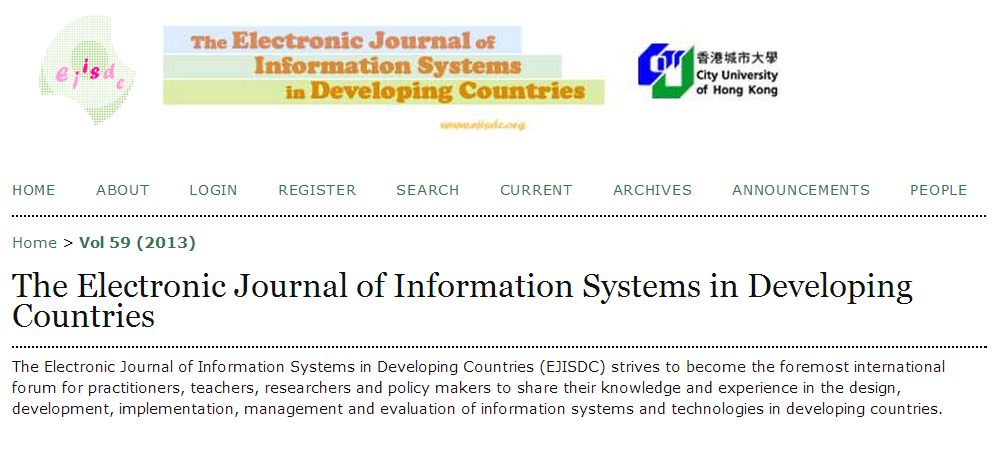 ejisdc
The Electronic Journal of
Information Systems
in Developing Countries
www.ejisdc.org
香港城市大學
City University
of Hong Kong
HOME ABOUT LOGIN REGISTER SEARCH CURRENT ARCHIVES ANNOUNCEMENTS PEOPLE
Home > Vol 59 (2013)
The Electronic Journal of Information Systems in Developing
Countries
The Electronic Journal of Information Systems in Developing Countries (EJISDC) strives to become the foremost international
forum for practitioners, teachers, researchers and policy makers to share their knowledge and experience in the design,
development, implementation, management and evaluation of information systems and technologies in developing countries.